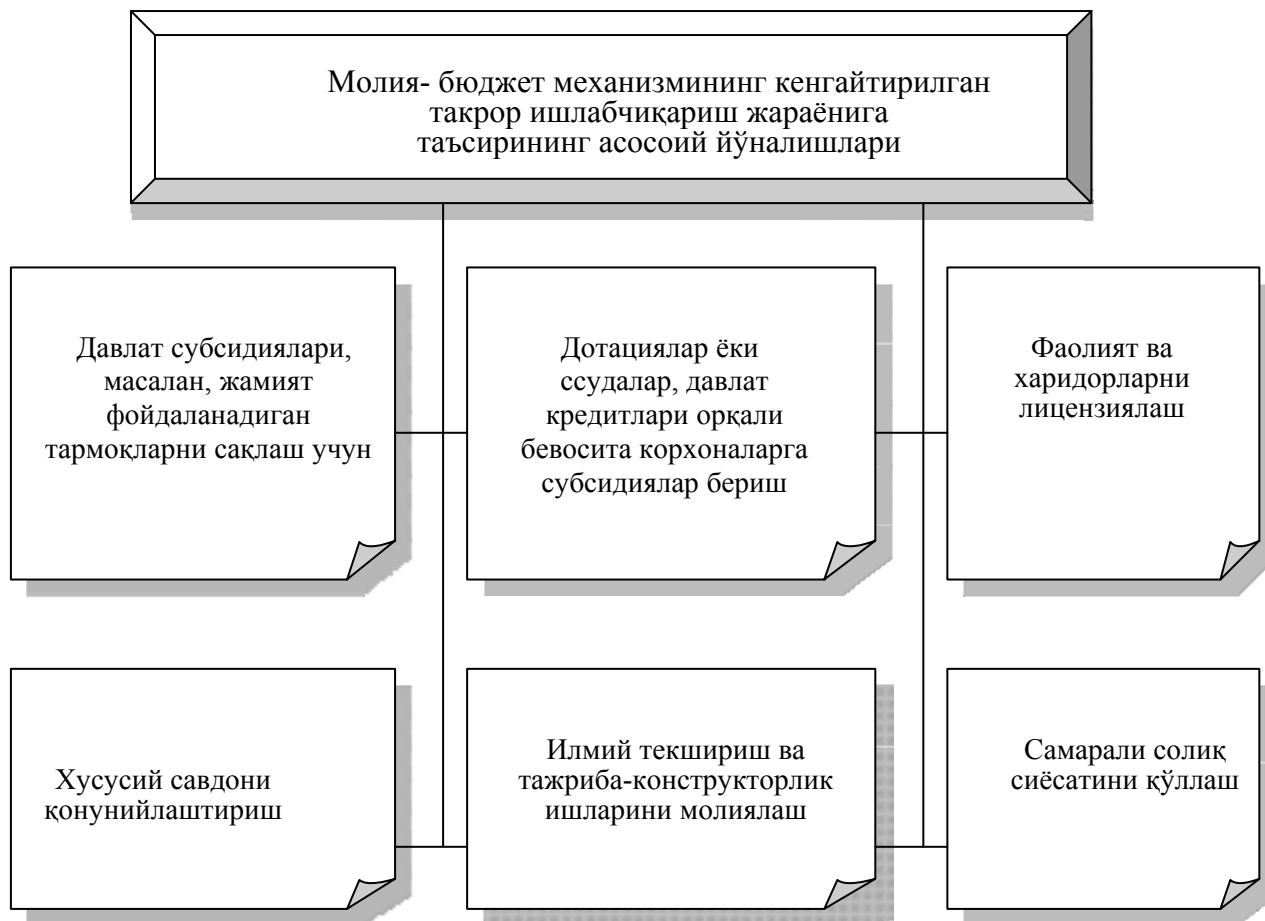 Молия- бюджет механизмининг кенгайтирилган
такрор ишлабчиқариш жараёнига
таъсирининг асосоий йўналишлари
Давлат субсидиялари,
масалан, жамият
фойдаланадиган
тармоқларни сақлаш учун
Дотациялар ёки
ссудалар, давлат
кредитлари орқали
бевосита корхоналарга
субсидиялар бериш
Фаолият ва
харидорларни
лицензиялаш
Хусусий савдони
қонунийлаштириш
Илмий текшириш ва
тажриба-конструкторлик
ишларини молиялаш
Самарали солиқ
сиёсатини қўллаш